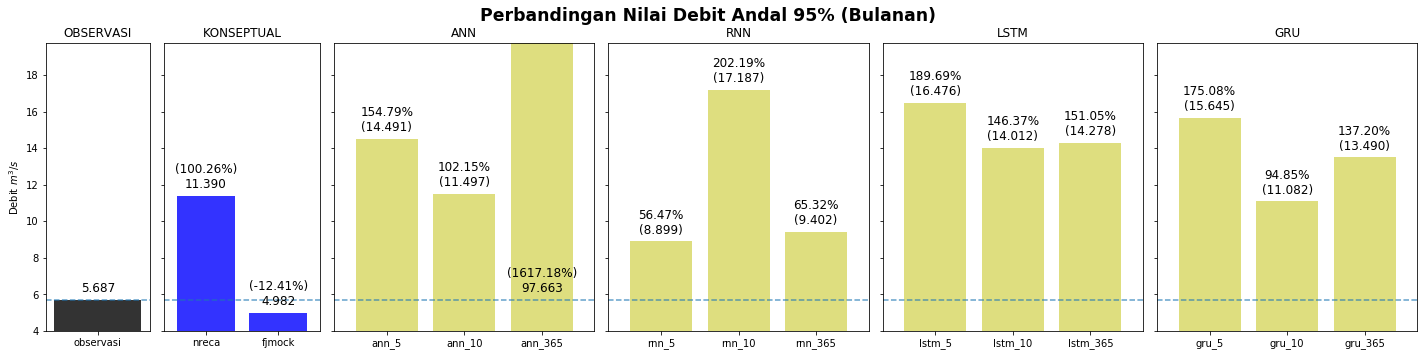 Perbandingan Nilai Debit Andal 95% (Bulanan)
OBSERVASI
KONSEPTUAL
ANN
RNN
LSTM
GRU
Debit m³/s
18
16
14
12
10
8
6
4
5.687
observasi
(100.26%)
11.390
(-12.41%)
4.982
nreca
fjmock
154.79%
(14.491)
102.15%
(11.497)
(1617.18%)
97.663
ann_5
ann_10
ann_365
56.47%
(8.899)
202.19%
(17.187)
65.32%
(9.402)
rnn_5
rnn_10
rnn_365
189.69%
(16.476)
146.37%
(14.012)
151.05%
(14.278)
lstm_5
lstm_10
lstm_365
175.08%
(15.645)
94.85%
(11.082)
137.20%
(13.490)
gru_5
gru_10
gru_365